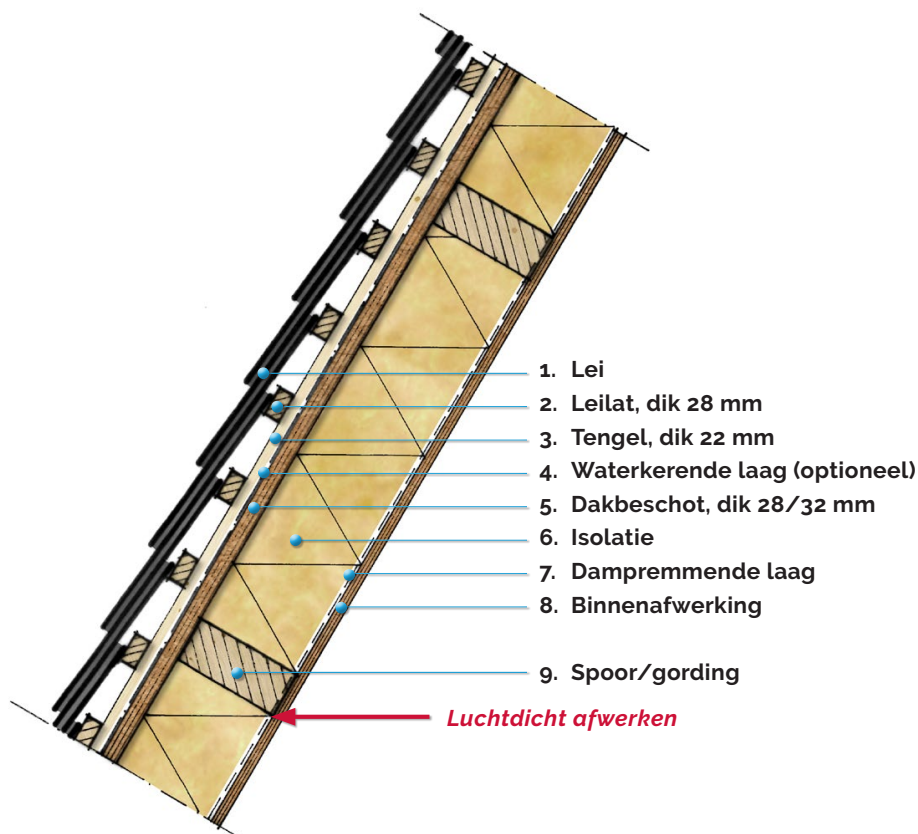 1. Lei
2. Leilat, dik 28 mm
3. Tengel, dik 22 mm
4. Waterkerende laag (optioneel)
5. Dakbeschot, dik 28/32 mm
6. Isolatie
7. Dampremmende laag
8. Binnenafwerking
9. Spoor/gording
Luchtdicht afwerken